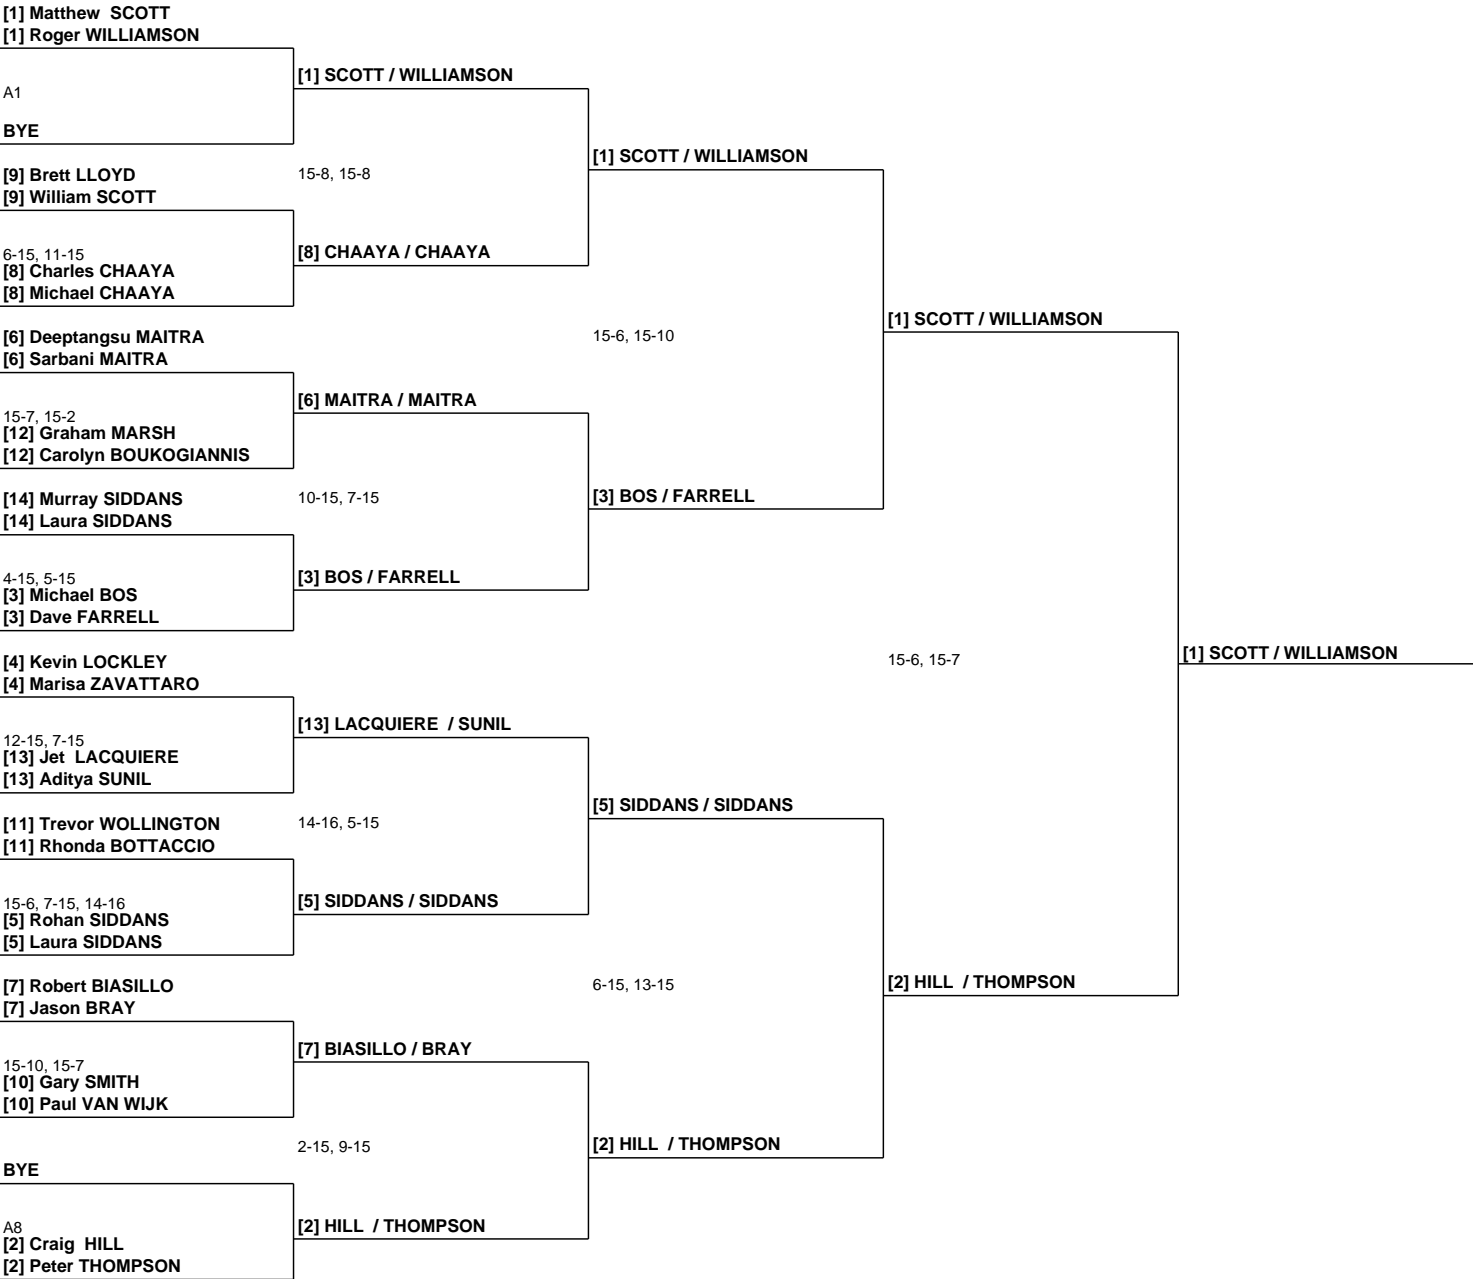 [1] Matthew  SCOTT
[1] Roger WILLIAMSON
[1] SCOTT / WILLIAMSON
A1
BYE
[1] SCOTT / WILLIAMSON
[9] Brett LLOYD
15-8, 15-8
[9] William SCOTT
6-15, 11-15
[8] CHAAYA / CHAAYA
[8] Charles CHAAYA
[8] Michael CHAAYA
[1] SCOTT / WILLIAMSON
[6] Deeptangsu MAITRA
15-6, 15-10
[6] Sarbani MAITRA
[6] MAITRA / MAITRA
15-7, 15-2
[12] Graham MARSH
[12] Carolyn BOUKOGIANNIS
[14] Murray SIDDANS
10-15, 7-15
[3] BOS / FARRELL
[14] Laura SIDDANS
4-15, 5-15
[3] BOS / FARRELL
[3] Michael BOS
[3] Dave FARRELL
[4] Kevin LOCKLEY
15-6, 15-7
[1] SCOTT / WILLIAMSON
[4] Marisa ZAVATTARO
[13] LACQUIERE  / SUNIL
12-15, 7-15
[13] Jet  LACQUIERE
[13] Aditya SUNIL
[5] SIDDANS / SIDDANS
[11] Trevor WOLLINGTON
14-16, 5-15
[11] Rhonda BOTTACCIO
15-6, 7-15, 14-16
[5] SIDDANS / SIDDANS
[5] Rohan SIDDANS
[5] Laura SIDDANS
[7] Robert BIASILLO
6-15, 13-15
[2] HILL  / THOMPSON
[7] Jason BRAY
[7] BIASILLO / BRAY
15-10, 15-7
[10] Gary SMITH
[10] Paul VAN WIJK
2-15, 9-15
[2] HILL  / THOMPSON
BYE
A8
[2] HILL  / THOMPSON
[2] Craig  HILL
[2] Peter THOMPSON